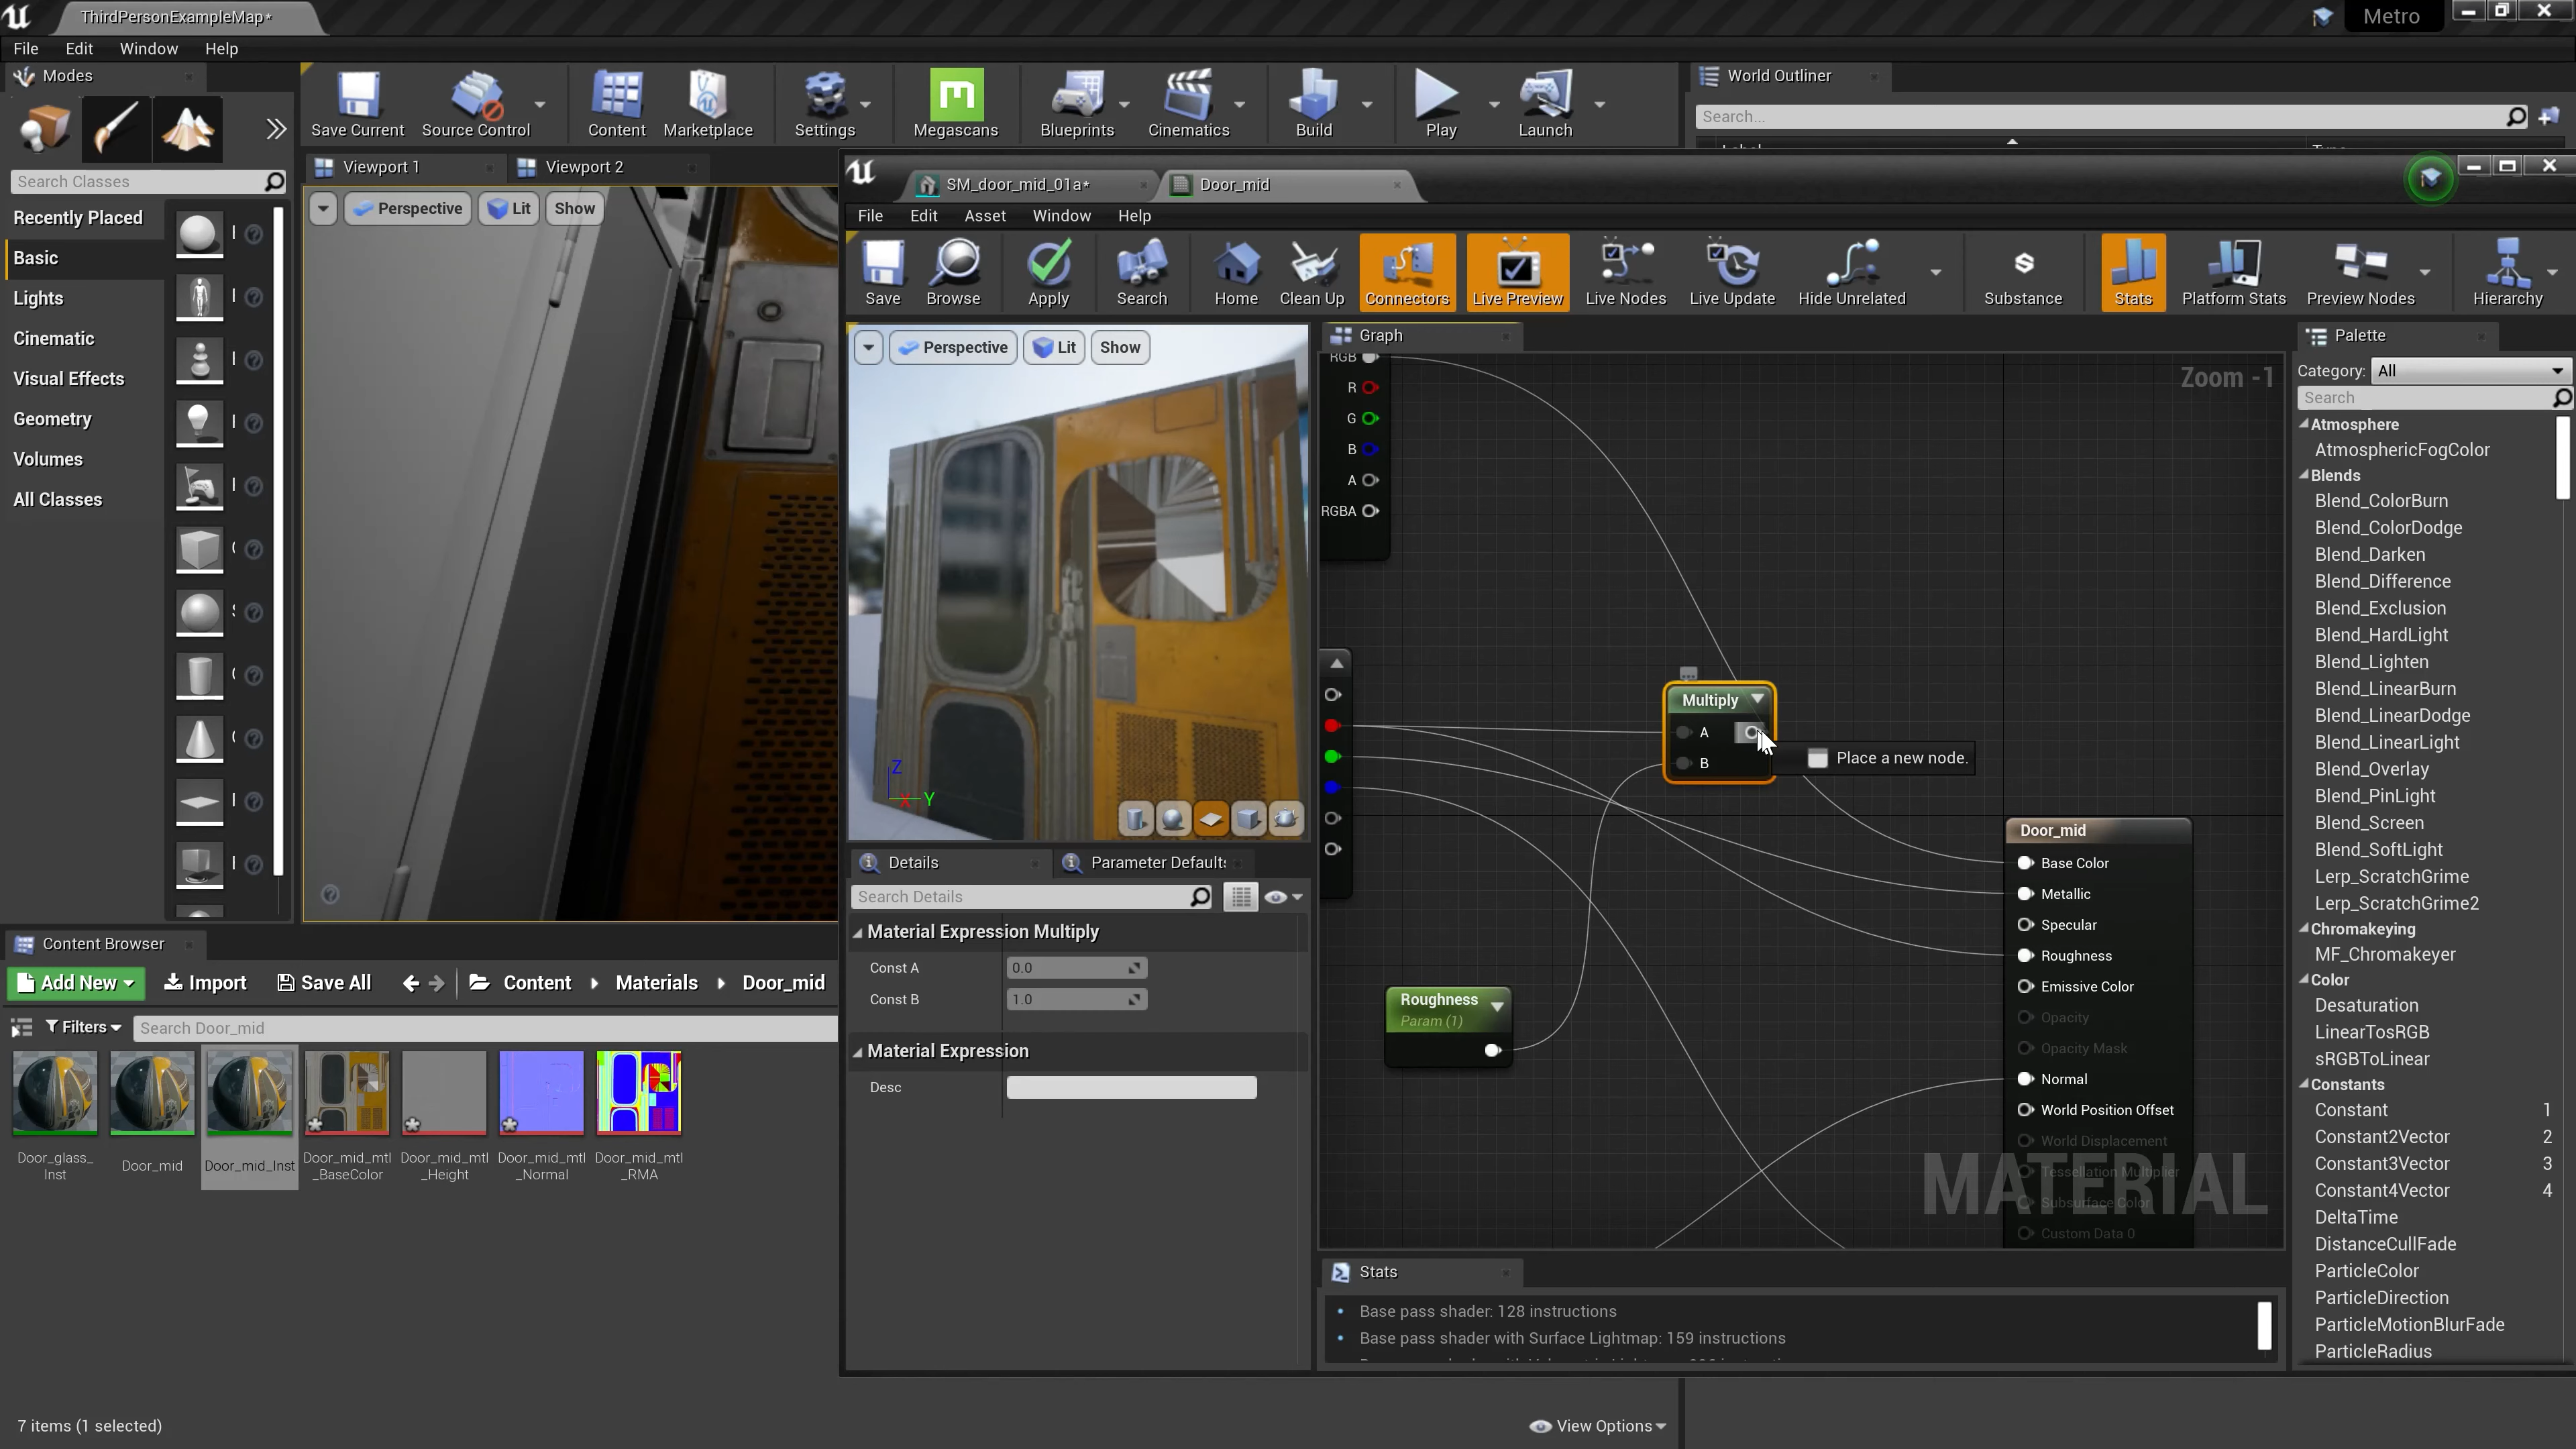 ThirdPersonExampleMap*
Metro
File Edit Window Help
Modes
World Outliner
Save Current
Source Control
Content
Marketplace
Settings
Megascans
Blueprints
Cinematics
Build
Play
Launch
Search...
Viewport 1
Viewport 2
Search Classes
Perspective
Lit
Show
Recently Placed
Basic
Lights
Cinematic
Visual Effects
Geometry
Volumes
All Classes
SM_door_mid_01a*
Door_mid
File Edit Asset Window Help
Save
Browse
Apply
Search
Home
Clean Up
Connectors
Live Preview
Live Nodes
Live Update
Hide Unrelated
Substance
Stats
Platform Stats
Preview Nodes
Hierarchy
Perspective
Lit
Show
Z
X
Y
Graph
Zoom -1
RGB
R
G
B
A
RGBA
Multiply
A
B
Place a new node.
Roughness
Param (1)
Door_mid
Base Color
Metallic
Specular
Roughness
Emissive Color
Opacity
Opacity Mask
Normal
World Position Offset
World Displacement
Tessellation Multiplier
Subsurface Color
Custom Data 0
MATERIAL
Details
Parameter Default
Search Details
Material Expression Multiply
Const A 0.0
Const B 1.0
Material Expression
Desc
Stats
Base pass shader: 128 instructions
Base pass shader with Surface Lightmap: 159 instructions
Palette
Category: All
Search
Atmosphere
AtmosphericFogColor
Blends
Blend_ColorBurn
Blend_ColorDodge
Blend_Darken
Blend_Difference
Blend_Exclusion
Blend_HardLight
Blend_Lighten
Blend_LinearBurn
Blend_LinearDodge
Blend_LinearLight
Blend_Overlay
Blend_PinLight
Blend_Screen
Blend_SoftLight
Lerp_ScratchGrime
Lerp_ScratchGrime2
Chromakeying
MF_Chromakeyer
Color
Desaturation
LinearTosRGB
sRGBToLinear
Constants
Constant 1
Constant2Vector 2
Constant3Vector 3
Constant4Vector 4
DeltaTime
DistanceCullFade
ParticleColor
ParticleDirection
ParticleMotionBlurFade
ParticleRadius
Content Browser
Add New
Import
Save All
Content
Materials
Door_mid
Filters
Search Door_mid
Door_glass_
Inst
Door_mid
Door_mid_Inst
Door_mid_mtl
_BaseColor
Door_mid_mtl
_Height
Door_mid_mtl
_Normal
Door_mid_mtl
_RMA
7 items (1 selected)
View Options